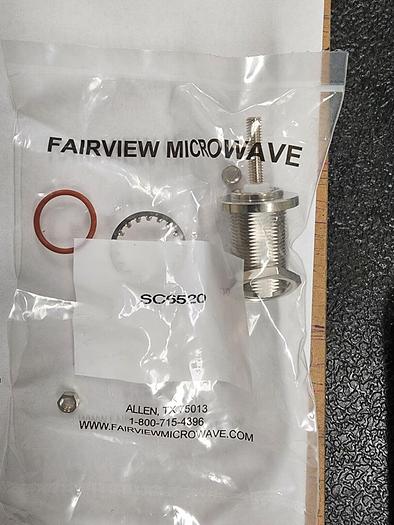 FAIRVIEW MICROWAVE
SC6520
ALLEN, TX 75013
1-800-715-4396
WWW.FAIRVIEWMICROWAVE.COM